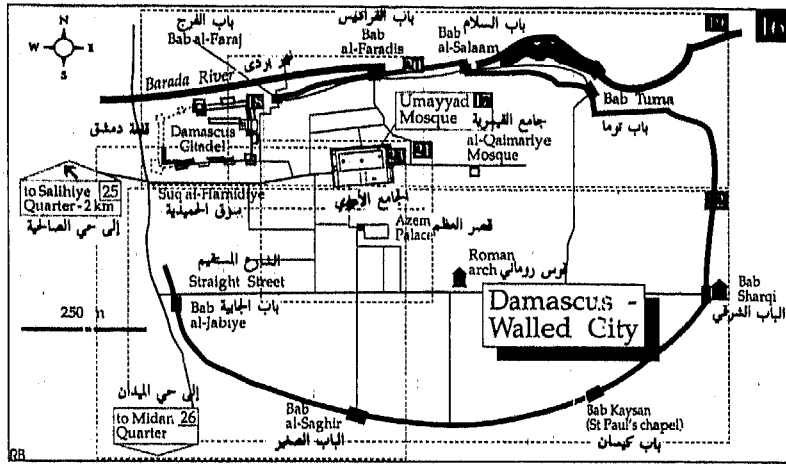 باب الفرج
Bab al-Faraj
باب الفراديس
Bab
al-Faradis
باب السلام
Bab
al-Salaam
19
16
N
W
S
نهر بردى
Barada River
20
Bab Tuma
باب توما
قلعة دمشق
Damascus
Citadel
Umayyad
Mosque
جامع القيمرية
al-Qaimariye
Mosque
21
to Salihiye 25
Quarter - 2 km
إلى حي الصالحية
Suq al-Hamidiye
سوق الحميدية
الجامع الأموي
Azem
Palace
قصر العظم
الشارع المستقيم
Straight Street
Roman
arch
قوس روماني
Bab
Sharqi
الباب الشرقي
250 m
Bab
al-Jabiye
باب الجابية
Damascus -
Walled City
إلى حي الميدان
to Midan 26
Quarter
Bab
al-Saghir
الباب الصغير
Bab Kaysan
(St Paul's chapel)
باب كيسان
RB